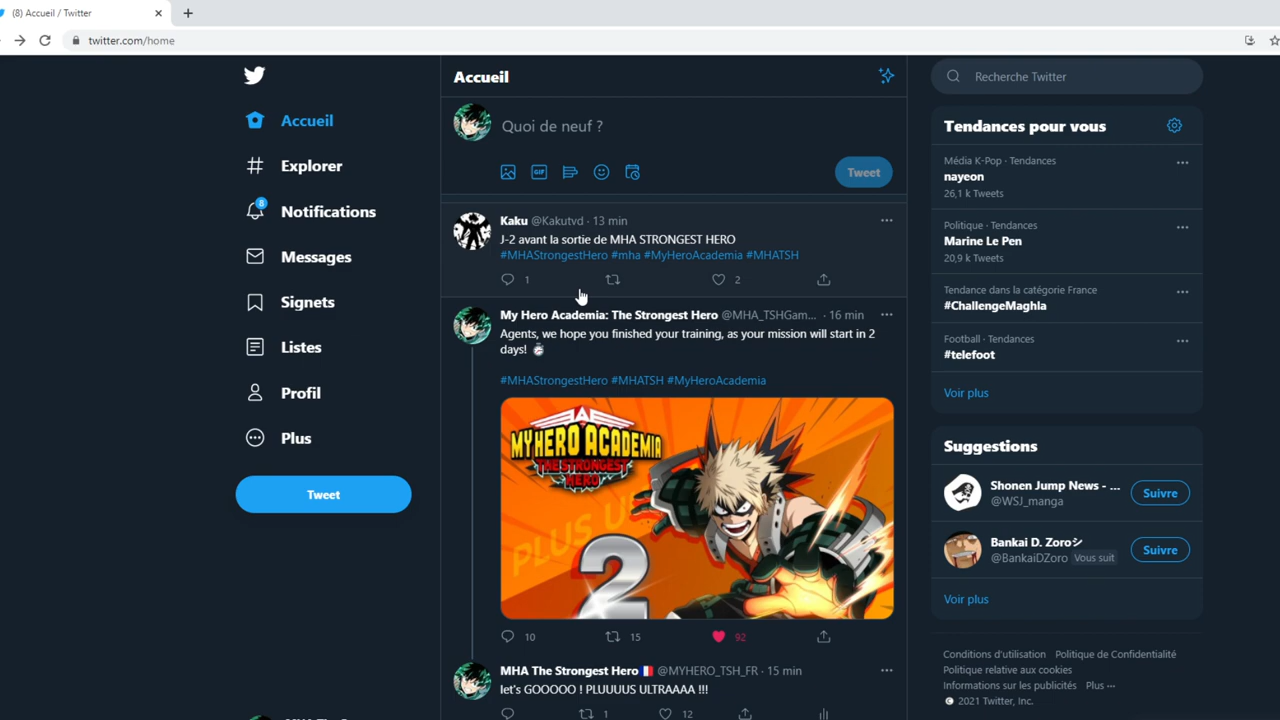 (8) Accueil / Twitter
twitter.com/home
Accueil
Explorer
8
Notifications
Messages
Signets
Listes
Profil
Plus
Tweet
Accueil
Quoi de neuf ?
GIF
Tweet
Kaku @Kakutvd · 13 min
J-2 avant la sortie de MHA STRONGEST HERO
#MHAStrongestHero #mha #MyHeroAcademia #MHATSH
1
2
My Hero Academia: The Strongest Hero @MHA_TSHGam... · 16 min
Agents, we hope you finished your training, as your mission will start in 2
days! ⏱
#MHAStrongestHero #MHATSH #MyHeroAcademia
MY HERO ACADEMIA
THE STRONGEST
HERO
PLUS U
2
10
15
92
MHA The Strongest Hero🇫🇷 @MYHERO_TSH_FR · 15 min
let's GOOOOO ! PLUUUUS ULTRAAAA !!!
1
12
Recherche Twitter
Tendances pour vous
Média K-Pop · Tendances
nayeon
26,1 k Tweets
Politique · Tendances
Marine Le Pen
20,9 k Tweets
Tendance dans la catégorie France
#ChallengeMaghla
Football · Tendances
#telefoot
Voir plus
Suggestions
Shonen Jump News - ...
@WSJ_manga
Suivre
Bankai D. Zoroシ
@BankaiDZoro Vous suit
Suivre
Voir plus
Conditions d'utilisation Politique de Confidentialité
Politique relative aux cookies
Informations sur les publicités Plus ···
© 2021 Twitter, Inc.